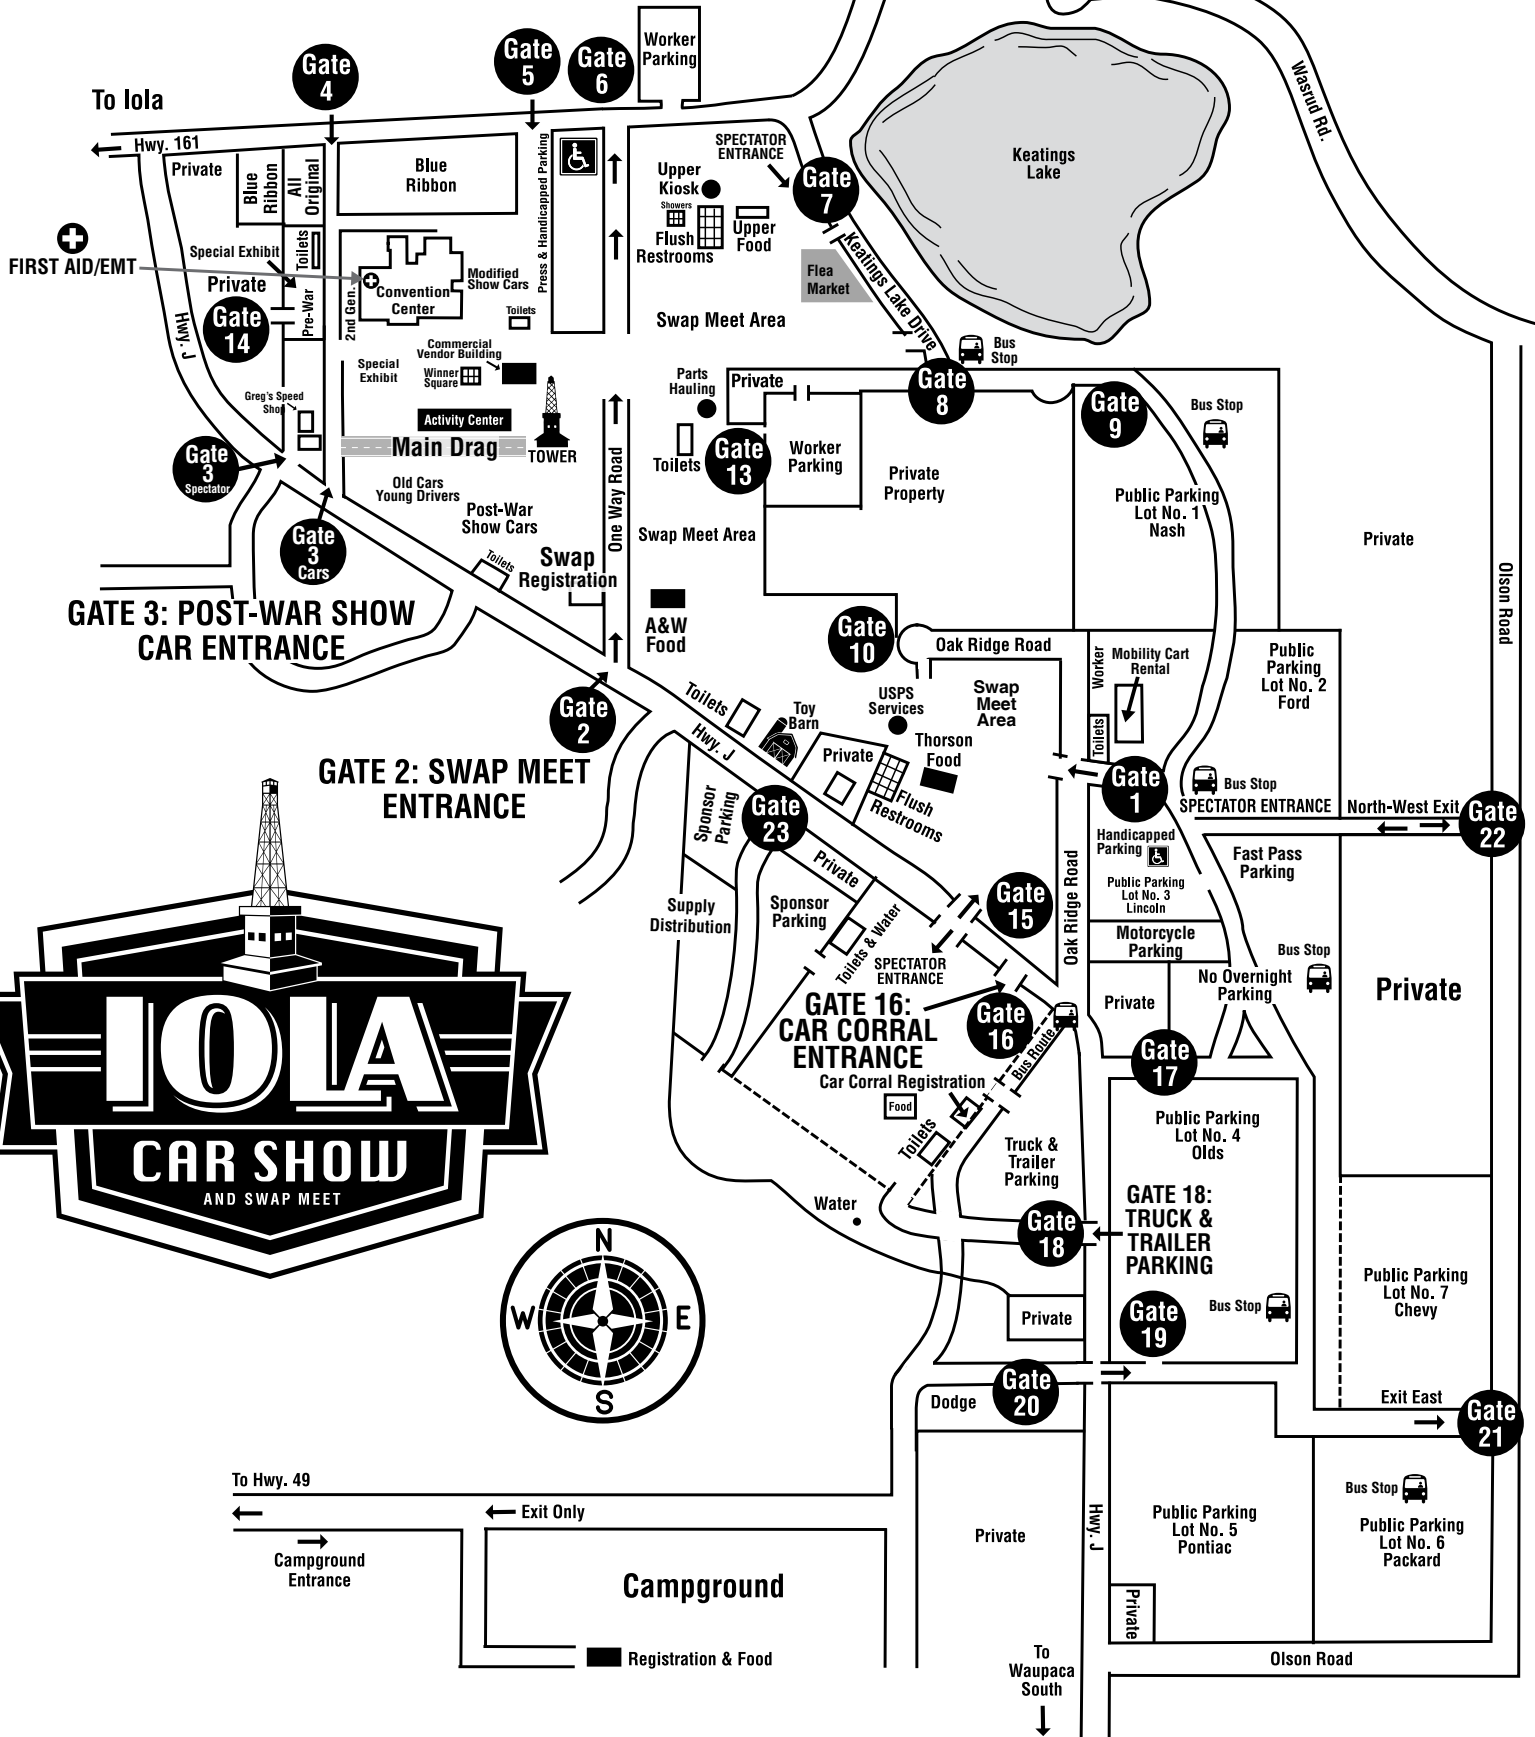 Gate
4
Gate
5
Gate
6
Worker
Parking
To Iola
Hwy. 161
Private
Blue
Ribbon
All
Original
Blue
Ribbon
Press & Handicapped Parking
SPECTATOR
ENTRANCE
Gate
7
Keatings
Lake
Wasrud Rd.
Upper
Kiosk
Showers
Flush
Restrooms
Upper
Food
FIRST AID/EMT
Special Exhibit
Toilets
Private
Gate
14
Pre-War
2nd Gen.
Convention
Center
Modified
Show Cars
Toilets
Flea
Market
Keatings Lake Drive
Swap Meet Area
Hwy. J
Commercial
Vendor Building
Special
Exhibit
Winner
Square
Bus
Stop
Gate
8
Parts
Hauling
Private
Greg's Speed
Shop
Activity Center
Main Drag
TOWER
Gate
3
Spectator
Toilets
Gate
13
Worker
Parking
Private
Property
Gate
9
Bus Stop
Public Parking
Lot No. 1
Nash
Private
Olson Road
Old Cars
Young Drivers
Post-War
Show Cars
One Way Road
Swap Meet Area
Gate
3
Cars
Toilets
Swap
Registration
GATE 3: POST-WAR SHOW
CAR ENTRANCE
A&W
Food
Gate
10
Oak Ridge Road
Worker
Mobility Cart
Rental
Public
Parking
Lot No. 2
Ford
Gate
2
Toilets
Toy
Barn
USPS
Services
Swap
Meet
Area
Toilets
Hwy. J
Private
Thorson
Food
Flush
Restrooms
GATE 2: SWAP MEET
ENTRANCE
Gate
1
Bus Stop
SPECTATOR ENTRANCE
North-West Exit
Gate
22
Sponsor
Parking
Gate
23
Private
Handicapped
Parking
Public Parking
Lot No. 3
Lincoln
Fast Pass
Parking
Oak Ridge Road
Supply
Distribution
Sponsor
Parking
Toilets & Water
Gate
15
SPECTATOR
ENTRANCE
Motorcycle
Parking
Bus Stop
No Overnight
Parking
Private
Private
GATE 16:
CAR CORRAL
ENTRANCE
Gate
16
Bus Route
Gate
17
IOLA
CAR SHOW
AND SWAP MEET
Car Corral Registration
Food
Toilets
Truck &
Trailer
Parking
Public Parking
Lot No. 4
Olds
Water
Gate
18
GATE 18:
TRUCK &
TRAILER
PARKING
Public Parking
Lot No. 7
Chevy
N
W
E
S
Private
Gate
19
Bus Stop
Dodge
Gate
20
Exit East
Gate
21
To Hwy. 49
Exit Only
Campground
Entrance
Campground
Registration & Food
Private
Hwy. J
Public Parking
Lot No. 5
Pontiac
Bus Stop
Public Parking
Lot No. 6
Packard
Private
To
Waupaca
South
Olson Road